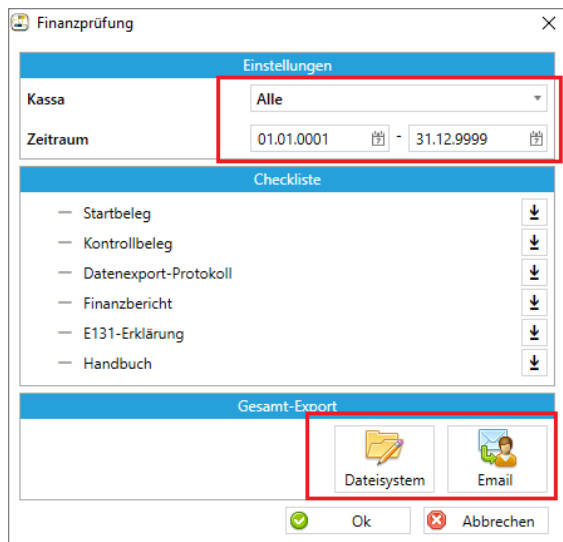 Finanzprüfung
Einstellungen
Kassa Alle
Zeitraum 01.01.0001 - 31.12.9999
Checkliste
Startbeleg
Kontrollbeleg
Datenexport-Protokoll
Finanzbericht
E131-Erklärung
Handbuch
Gesamt-Export
Dateisystem Email
Ok Abbrechen